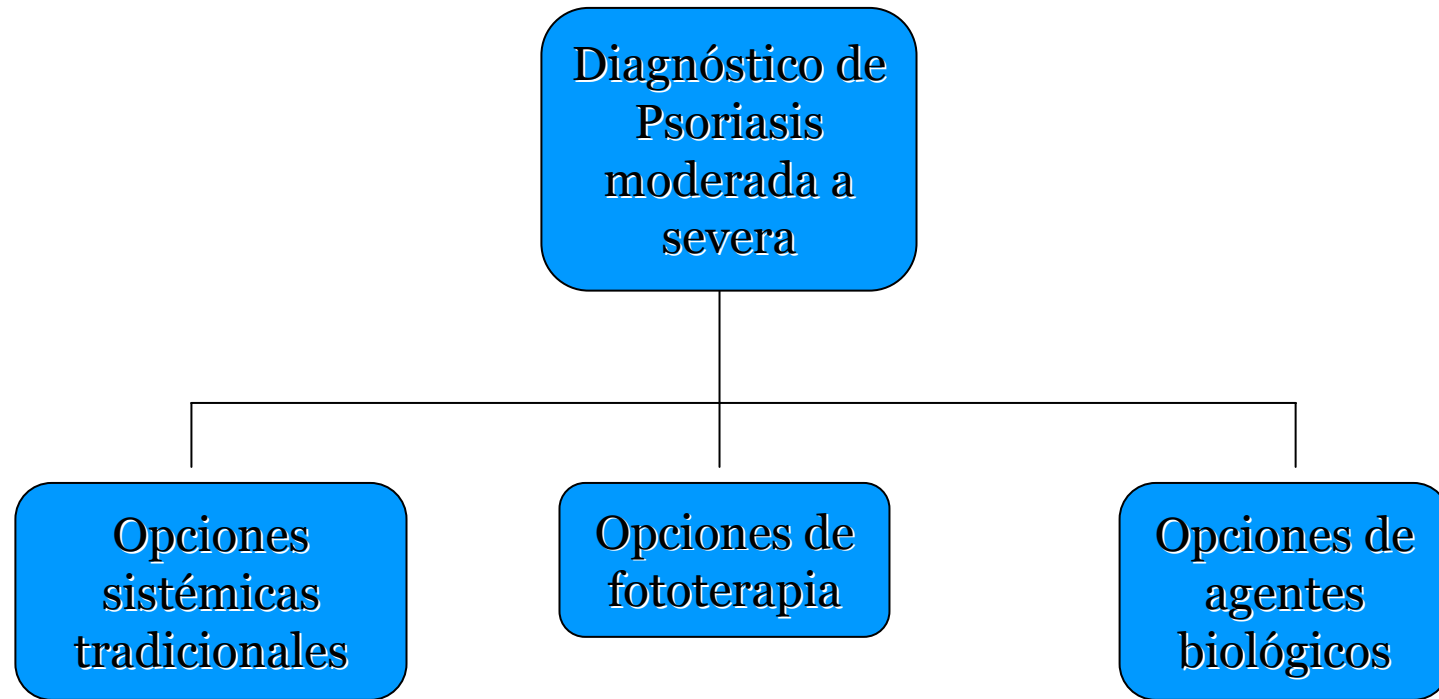 Diagnóstico de
Psoriasis
moderada a
severa
Opciones
sistémicas
tradicionales
Opciones de
fototerapia
Opciones de
agentes
biológicos